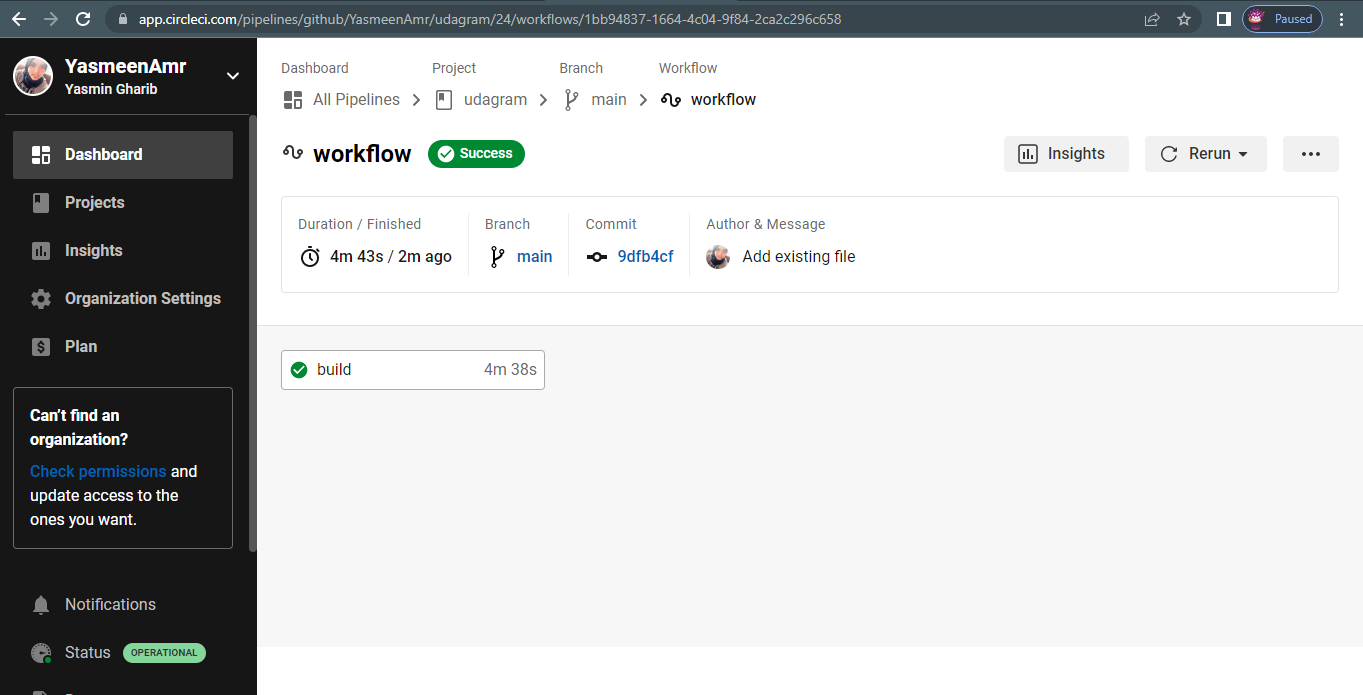 app.circleci.com/pipelines/github/YasmeenAmr/udagram/24/workflows/1bb94837-1664-4c04-9f84-2ca2c296c658
Paused
YasmeenAmr
Yasmin Gharib
Dashboard
Projects
Insights
Organization Settings
Plan
Can't find an
organization?
Check permissions and
update access to the
ones you want.
Notifications
Status OPERATIONAL
Dashboard Project Branch Workflow
All Pipelines udagram main workflow
workflow Success Insights Rerun
Duration / Finished Branch Commit Author & Message
4m 43s / 2m ago main 9dfb4cf Add existing file
build 4m 38s